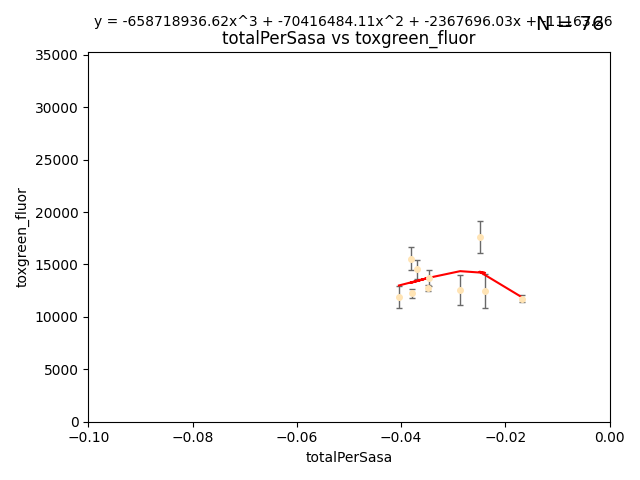 y = -658718936.62x^3 + -70416484.11x^2 + -2367696.03x +
N = 76
totalPerSasa vs toxgreen_fluor
35000
30000
25000
20000
15000
10000
5000
0
toxgreen_fluor
−0.10
−0.08
−0.06
−0.04
−0.02
0.00
totalPerSasa